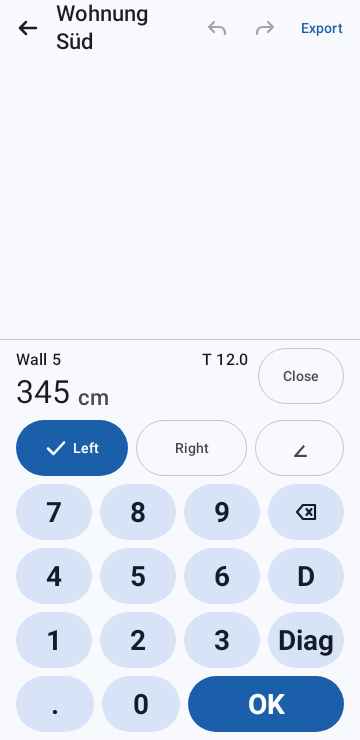 Wohnung
Süd
Export
Wall 5
T 12.0
345 cm
Close
Left
Right
∠
7
8
9
4
5
6
D
1
2
3
Diag
.
0
OK